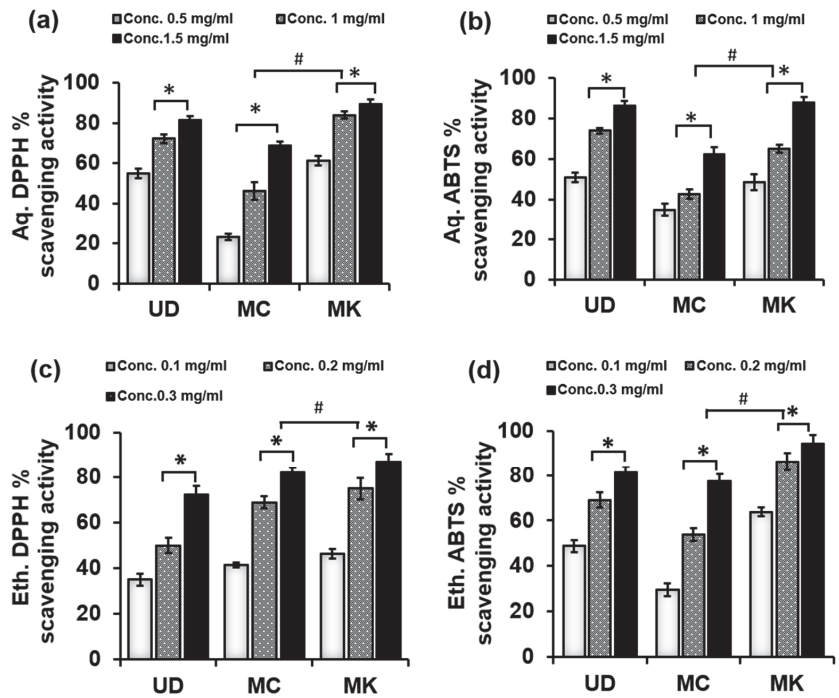 (a)
Conc. 0.5 mg/ml Conc. 1 mg/ml
Conc.1.5 mg/ml
Aq. DPPH %
scavenging activity
120
100
80
60
40
20
0
* * # *
UD MC MK
(b)
Conc. 0.5 mg/ml Conc. 1 mg/ml
Conc.1.5 mg/ml
Aq. ABTS %
scavenging activity
100
80
60
40
20
0
* * # *
UD MC MK
(c)
Conc. 0.1 mg/ml Conc. 0.2 mg/ml
Conc.0.3 mg/ml
Eth. DPPH %
scavenging activity
100
80
60
40
20
0
* * # *
UD MC MK
(d)
Conc. 0.1 mg/ml Conc. 0.2 mg/ml
Conc.0.3 mg/ml
Eth. ABTS %
scavenging activity
100
80
60
40
20
0
* * # *
UD MC MK